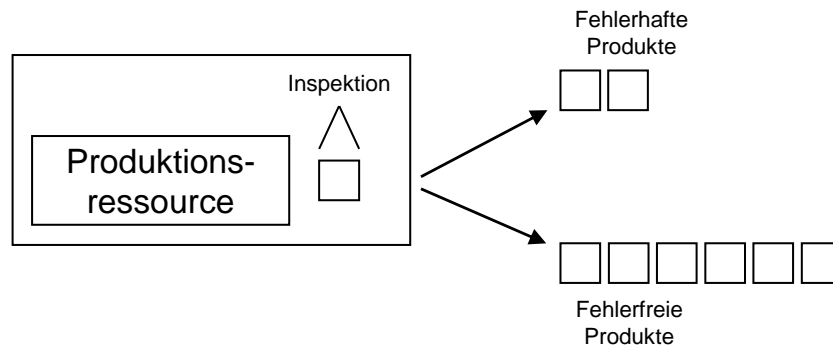 Fehlerhafte
Produkte
Inspektion
Produktions-
ressource
Fehlerfreie
Produkte